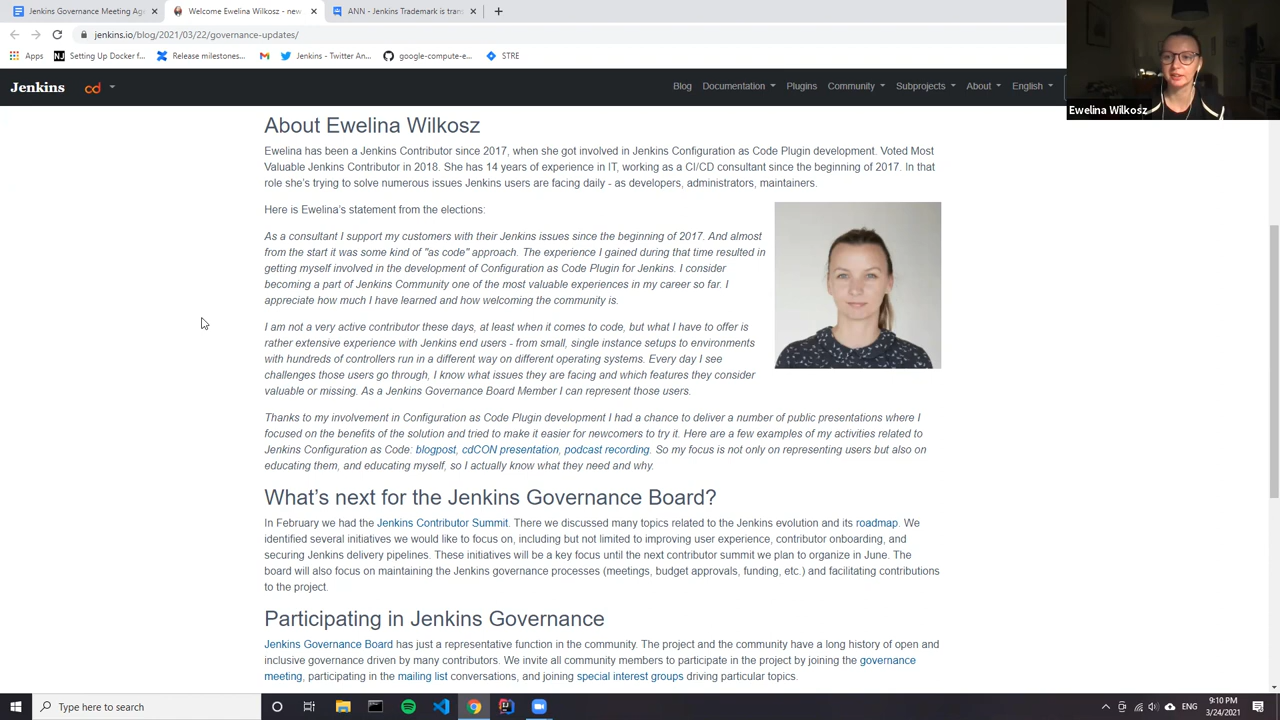 Jenkins Governance Meeting Age
Welcome Ewelina Wilkosz - new
ANN - Jenkins Trademark is trans
jenkins.io/blog/2021/03/22/governance-updates/
Apps
Setting Up Docker f...
Release milestones...
Jenkins - Twitter An...
google-compute-e...
STRE
Jenkins
cd
Blog
Documentation
Plugins
Community
Subprojects
About
English
Ewelina Wilkosz
About Ewelina Wilkosz
Ewelina has been a Jenkins Contributor since 2017, when she got involved in Jenkins Configuration as Code Plugin development. Voted Most
Valuable Jenkins Contributor in 2018. She has 14 years of experience in IT, working as a CI/CD consultant since the beginning of 2017. In that
role she's trying to solve numerous issues Jenkins users are facing daily - as developers, administrators, maintainers.
Here is Ewelina's statement from the elections:
As a consultant I support my customers with their Jenkins issues since the beginning of 2017. And almost
from the start it was some kind of "as code" approach. The experience I gained during that time resulted in
getting myself involved in the development of Configuration as Code Plugin for Jenkins. I consider
becoming a part of Jenkins Community one of the most valuable experiences in my career so far. I
appreciate how much I have learned and how welcoming the community is.
I am not a very active contributor these days, at least when it comes to code, but what I have to offer is
rather extensive experience with Jenkins end users - from small, single instance setups to environments
with hundreds of controllers run in a different way on different operating systems. Every day I see
challenges those users go through, I know what issues they are facing and which features they consider
valuable or missing. As a Jenkins Governance Board Member I can represent those users.
Thanks to my involvement in Configuration as Code Plugin development I had a chance to deliver a number of public presentations where I
focused on the benefits of the solution and tried to make it easier for newcomers to try it. Here are a few examples of my activities related to
Jenkins Configuration as Code: blogpost, cdCON presentation, podcast recording. So my focus is not only on representing users but also on
educating them, and educating myself, so I actually know what they need and why.
What's next for the Jenkins Governance Board?
In February we had the Jenkins Contributor Summit. There we discussed many topics related to the Jenkins evolution and its roadmap. We
identified several initiatives we would like to focus on, including but not limited to improving user experience, contributor onboarding, and
securing Jenkins delivery pipelines. These initiatives will be a key focus until the next contributor summit we plan to organize in June. The
board will also focus on maintaining the Jenkins governance processes (meetings, budget approvals, funding, etc.) and facilitating contributions
to the project.
Participating in Jenkins Governance
Jenkins Governance Board has just a representative function in the community. The project and the community have a long history of open and
inclusive governance driven by many contributors. We invite all community members to participate in the project by joining the governance
meeting, participating in the mailing list conversations, and joining special interest groups driving particular topics.
Type here to search
ENG
9:10 PM
3/24/2021